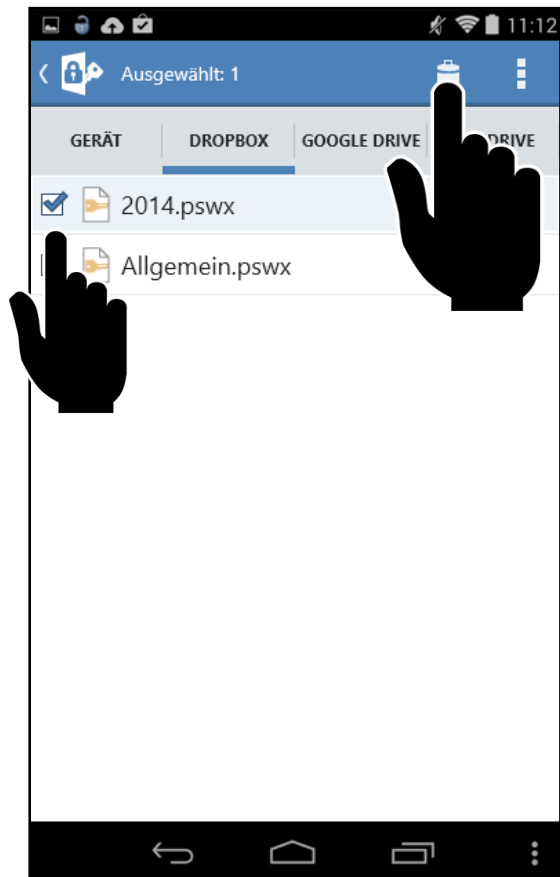 11:12
Ausgewählt: 1
GERÄT DROPBOX GOOGLE DRIVE DRIVE
2014.pswx
Allgemein.pswx